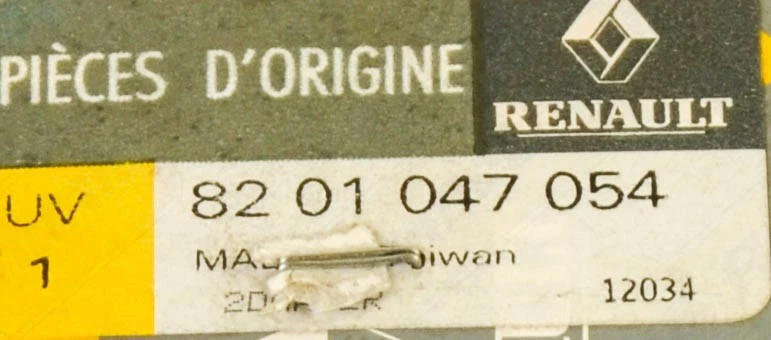 PIÈCES D'ORIGINE
RENAULT
UV 82 01 047 054
1
12034